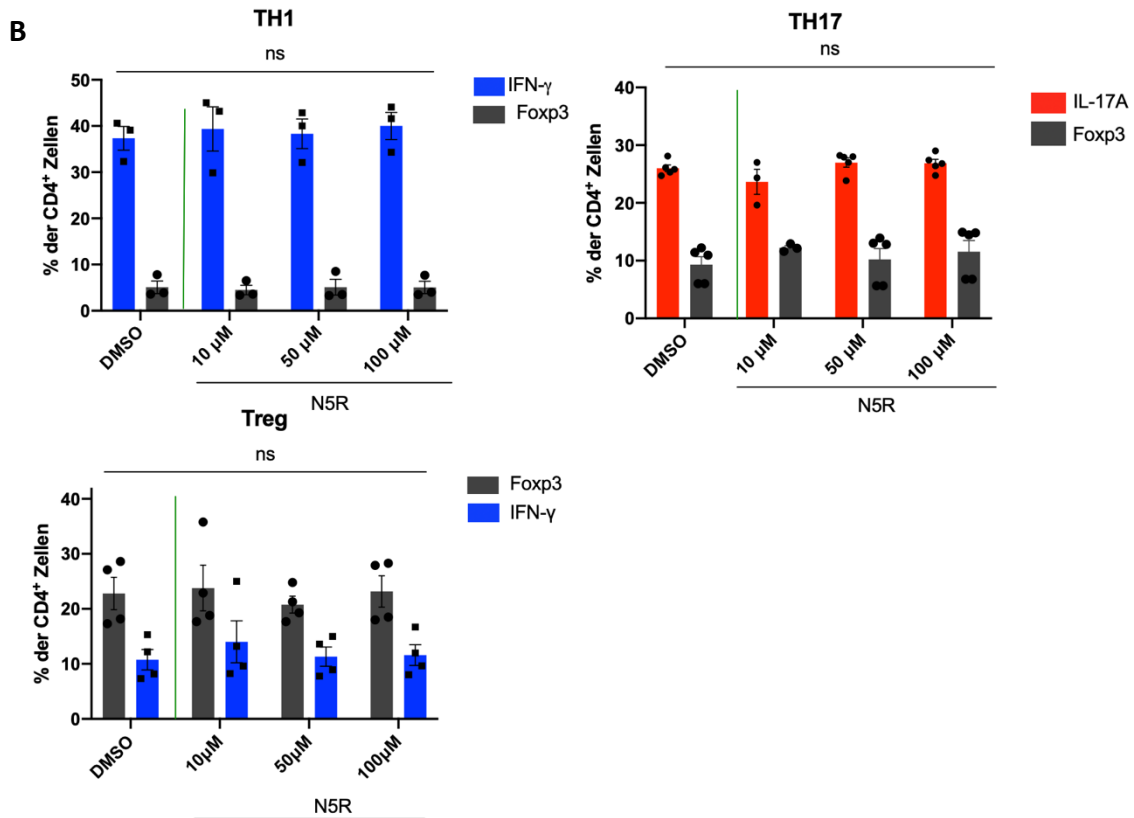 B
TH1
ns
% der CD4⁺ Zellen
50
40
30
20
10
0
DMSO
10 µM
50 µM
100 µM
N5R
IFN-γ
Foxp3
TH17
ns
% der CD4⁺ Zellen
40
30
20
10
0
DMSO
10 µM
50 µM
100 µM
N5R
IL-17A
Foxp3
Treg
ns
% der CD4⁺ Zellen
40
30
20
10
0
DMSO
10µM
50µM
100µM
N5R
Foxp3
IFN-γ